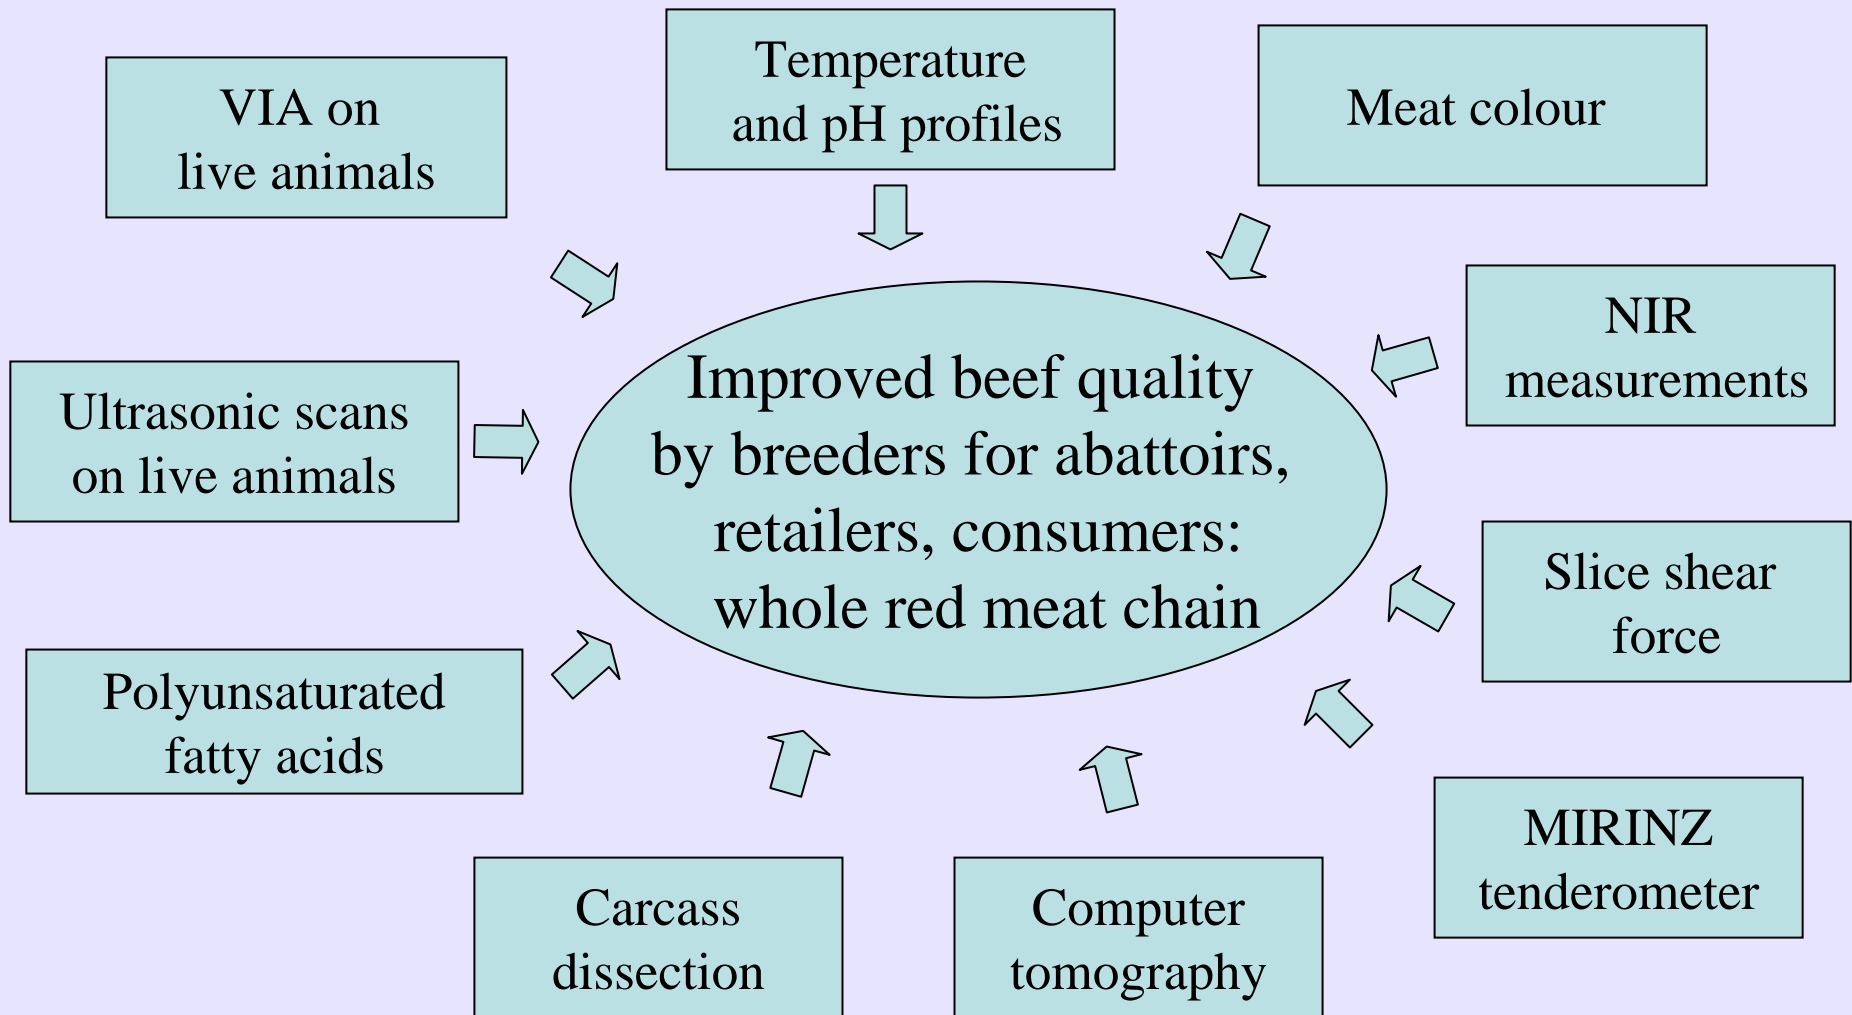 VIA on
live animals
Temperature
and pH profiles
Meat colour
NIR
measurements
Ultrasonic scans
on live animals
Improved beef quality
by breeders for abattoirs,
retailers, consumers:
whole red meat chain
Slice shear
force
Polyunsaturated
fatty acids
MIRINZ
tenderometer
Carcass
dissection
Computer
tomography